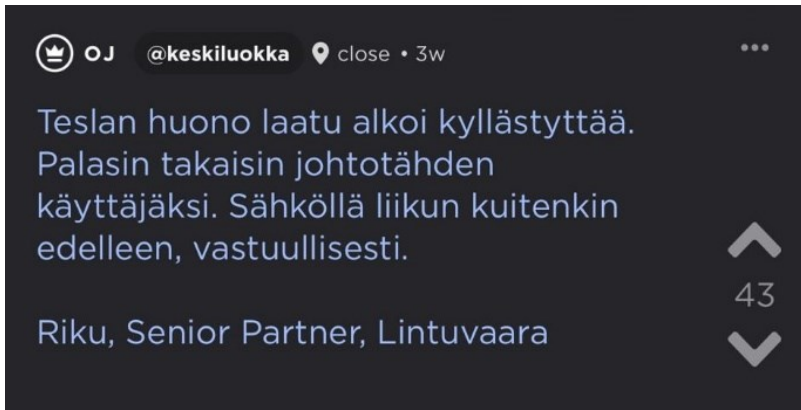 OJ @keskiluokka close • 3w
Teslan huono laatu alkoi kyllästyttää.
Palasin takaisin johtotähden
käyttäjäksi. Sähköllä liikun kuitenkin
edelleen, vastuullisesti.
43
Riku, Senior Partner, Lintuvaara